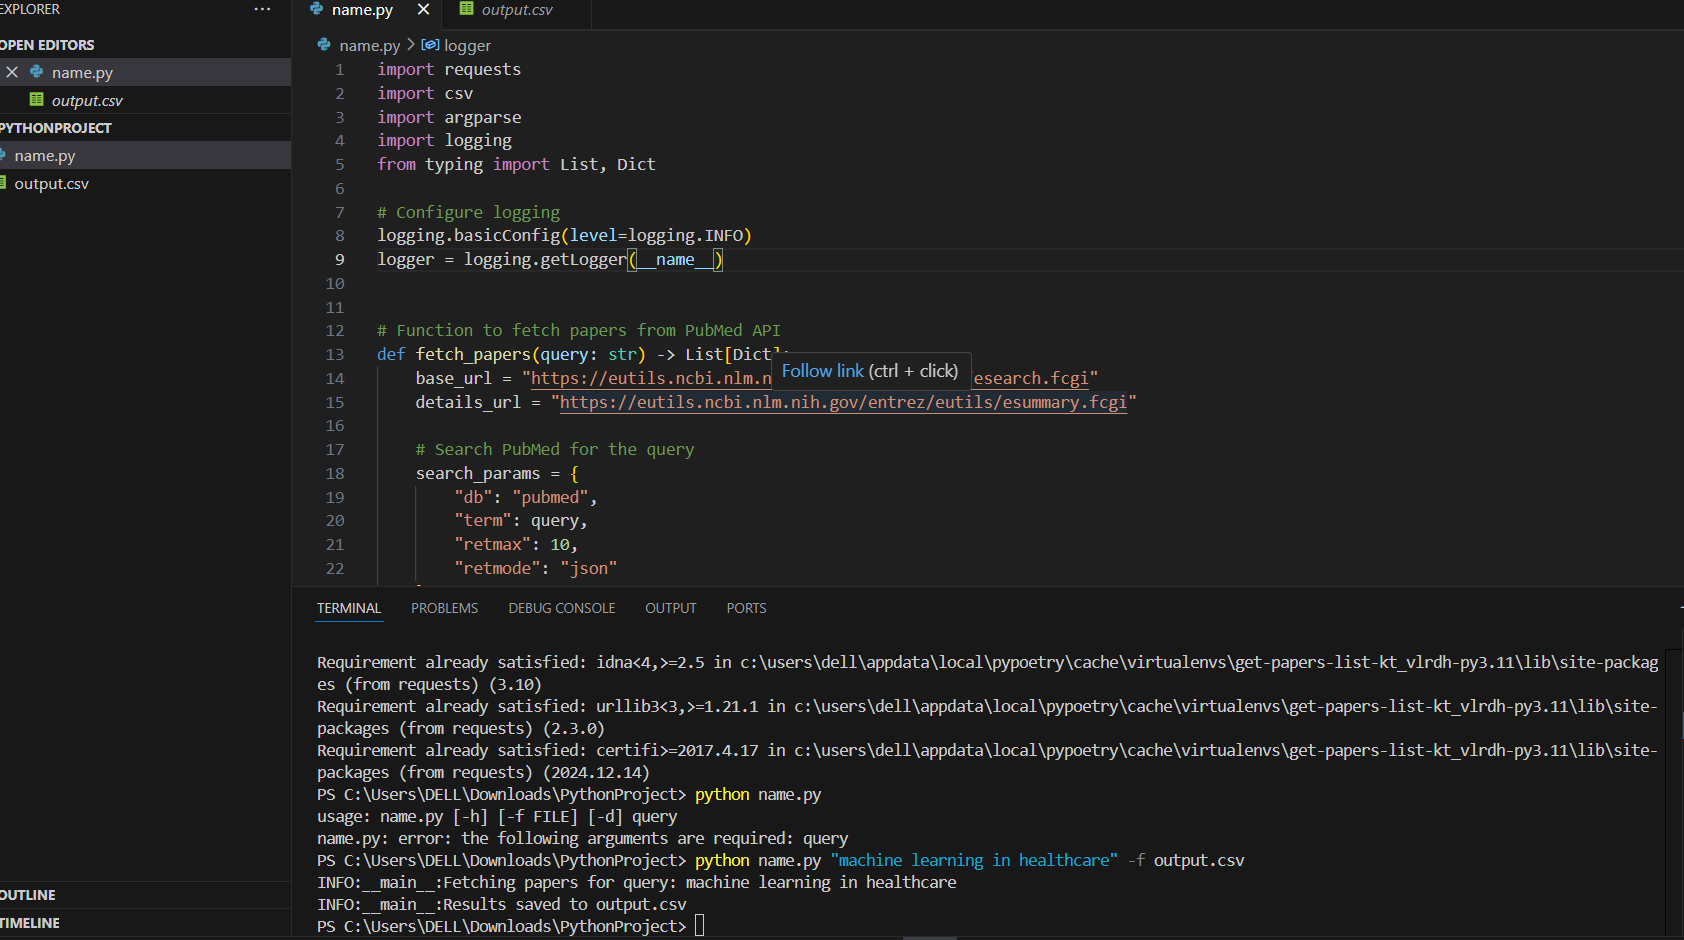 EXPLORER
···
OPEN EDITORS
name.py
output.csv
PYTHONPROJECT
name.py
output.csv
OUTLINE
TIMELINE
name.py
output.csv
name.py > logger
1 import requests
2 import csv
3 import argparse
4 import logging
5 from typing import List, Dict
6
7 # Configure logging
8 logging.basicConfig(level=logging.INFO)
9 logger = logging.getLogger(__name__)
10
11
12 # Function to fetch papers from PubMed API
13 def fetch_papers(query: str) -> List[Dict]:
Follow link (ctrl + click)
14 base_url = "https://eutils.ncbi.nlm.n esearch.fcgi"
15 details_url = "https://eutils.ncbi.nlm.nih.gov/entrez/eutils/esummary.fcgi"
16
17 # Search PubMed for the query
18 search_params = {
19 "db": "pubmed",
20 "term": query,
21 "retmax": 10,
22 "retmode": "json"
TERMINAL PROBLEMS DEBUG CONSOLE OUTPUT PORTS
Requirement already satisfied: idna<4,>=2.5 in c:\users\dell\appdata\local\pypoetry\cache\virtualenvs\get-papers-list-kt_vlrdh-py3.11\lib\site-packag
es (from requests) (3.10)
Requirement already satisfied: urllib3<3,>=1.21.1 in c:\users\dell\appdata\local\pypoetry\cache\virtualenvs\get-papers-list-kt_vlrdh-py3.11\lib\site-
packages (from requests) (2.3.0)
Requirement already satisfied: certifi>=2017.4.17 in c:\users\dell\appdata\local\pypoetry\cache\virtualenvs\get-papers-list-kt_vlrdh-py3.11\lib\site-
packages (from requests) (2024.12.14)
PS C:\Users\DELL\Downloads\PythonProject> python name.py
usage: name.py [-h] [-f FILE] [-d] query
name.py: error: the following arguments are required: query
PS C:\Users\DELL\Downloads\PythonProject> python name.py "machine learning in healthcare" -f output.csv
INFO:__main__:Fetching papers for query: machine learning in healthcare
INFO:__main__:Results saved to output.csv
PS C:\Users\DELL\Downloads\PythonProject>